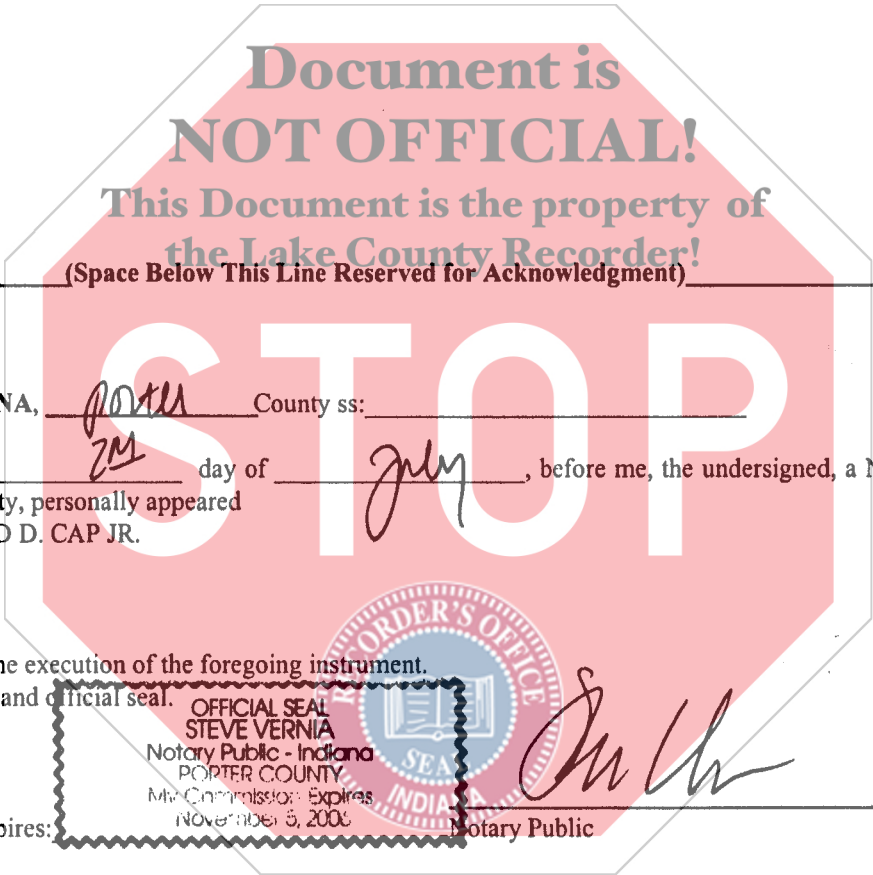 Document is
NOT OFFICIAL!
This Document is the property of
the Lake County Recorder!
(Space Below This Line Reserved for Acknowledgment)
STOP
NA, Porter County ss:
2nd day of July, before me, the undersigned, a N
ty, personally appeared
D D. CAP JR.
RECORDER'S OFFICE
SEAL
INDIANA
he execution of the foregoing instrument.
and official seal.
OFFICIAL SEAL
STEVE VERNIA
Notary Public - Indiana
PORTER COUNTY
My Commission Expires
November 5, 
pires:
Notary Public